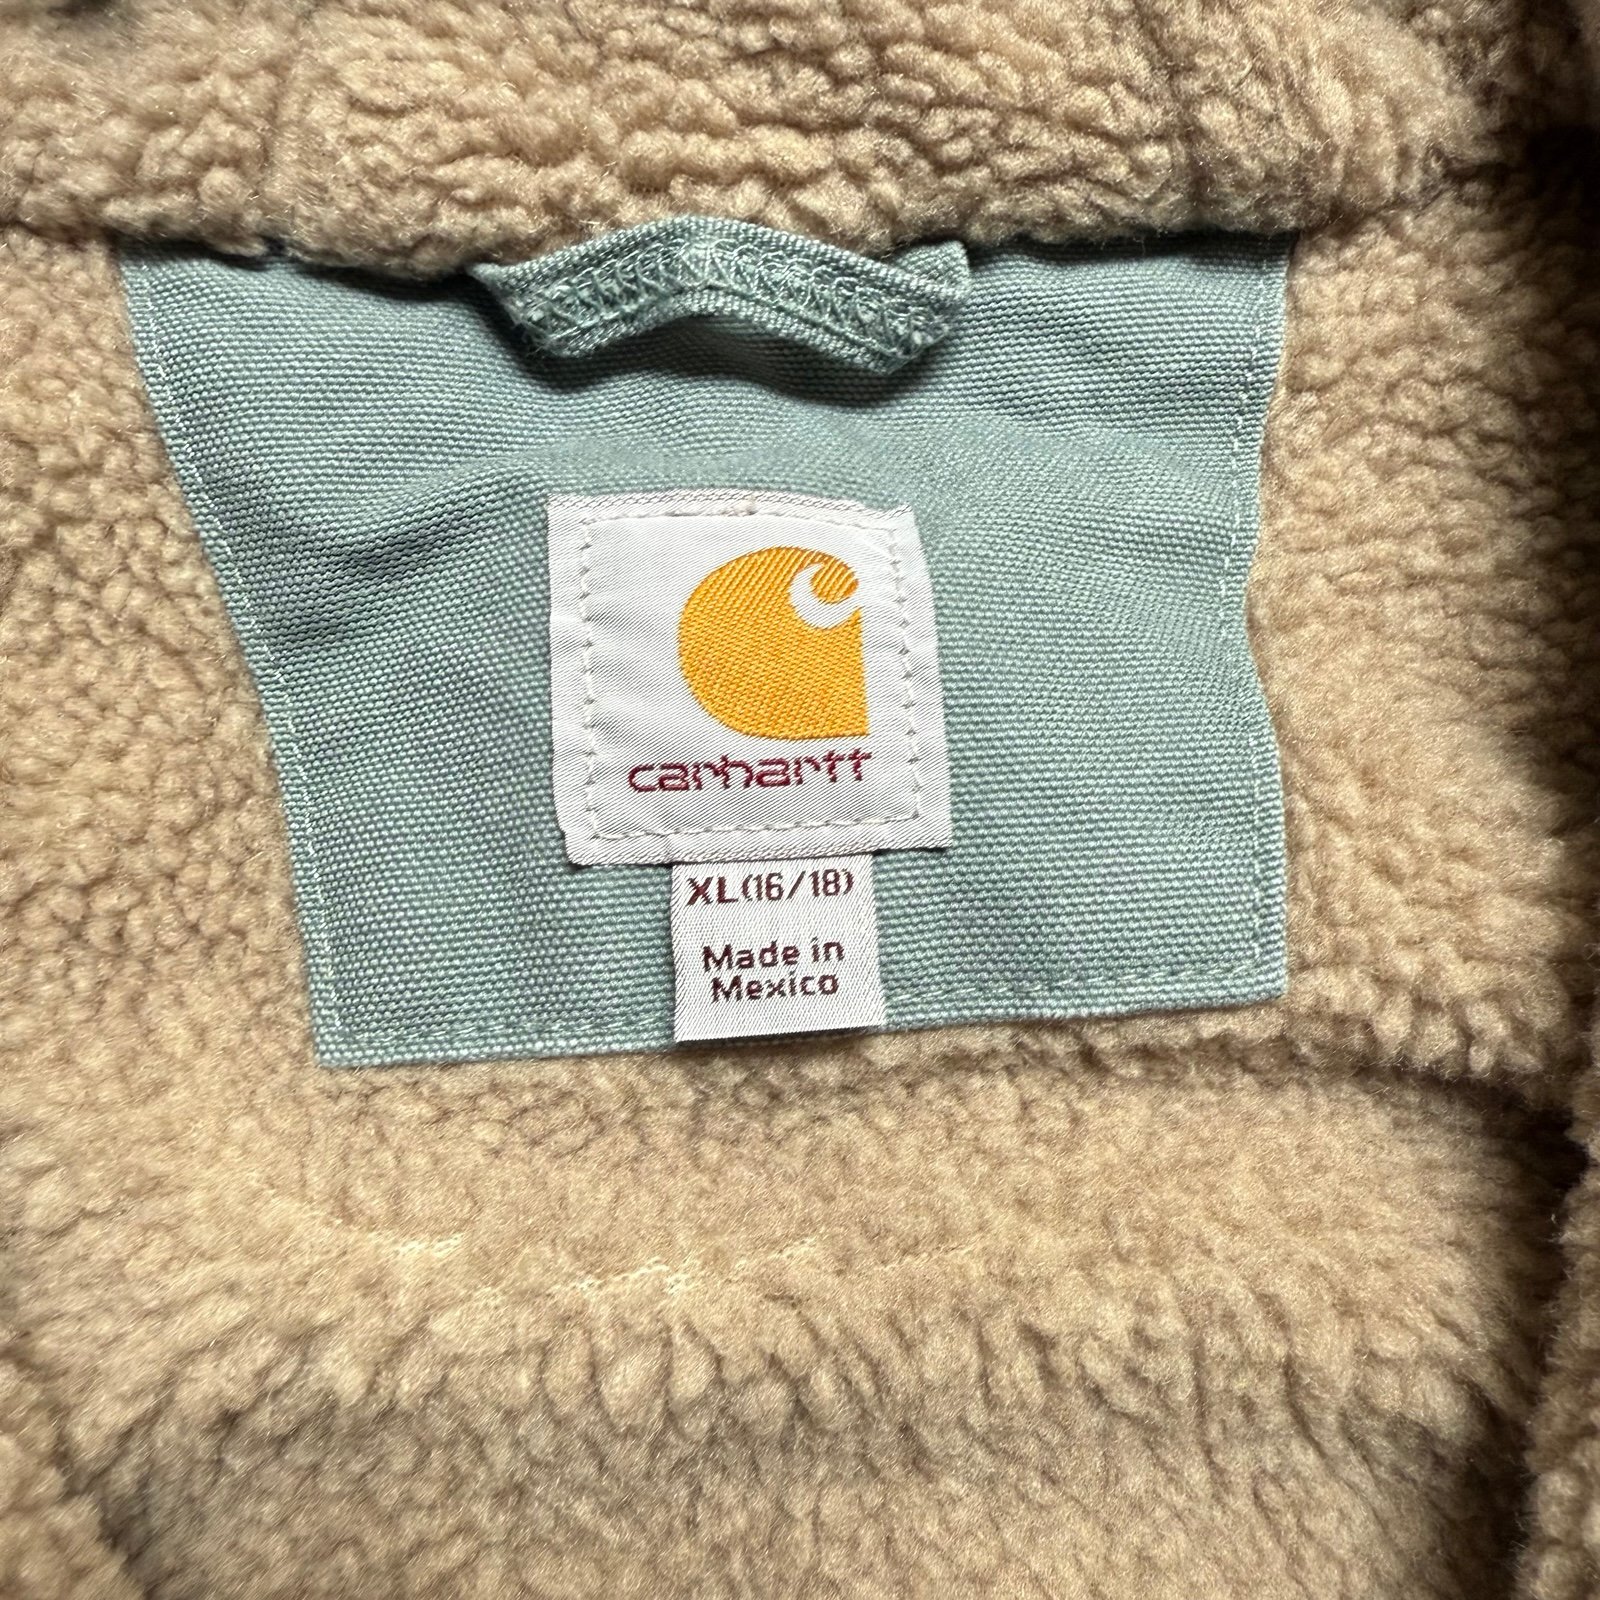 carhartt
XL(16/18)
Made in
Mexico